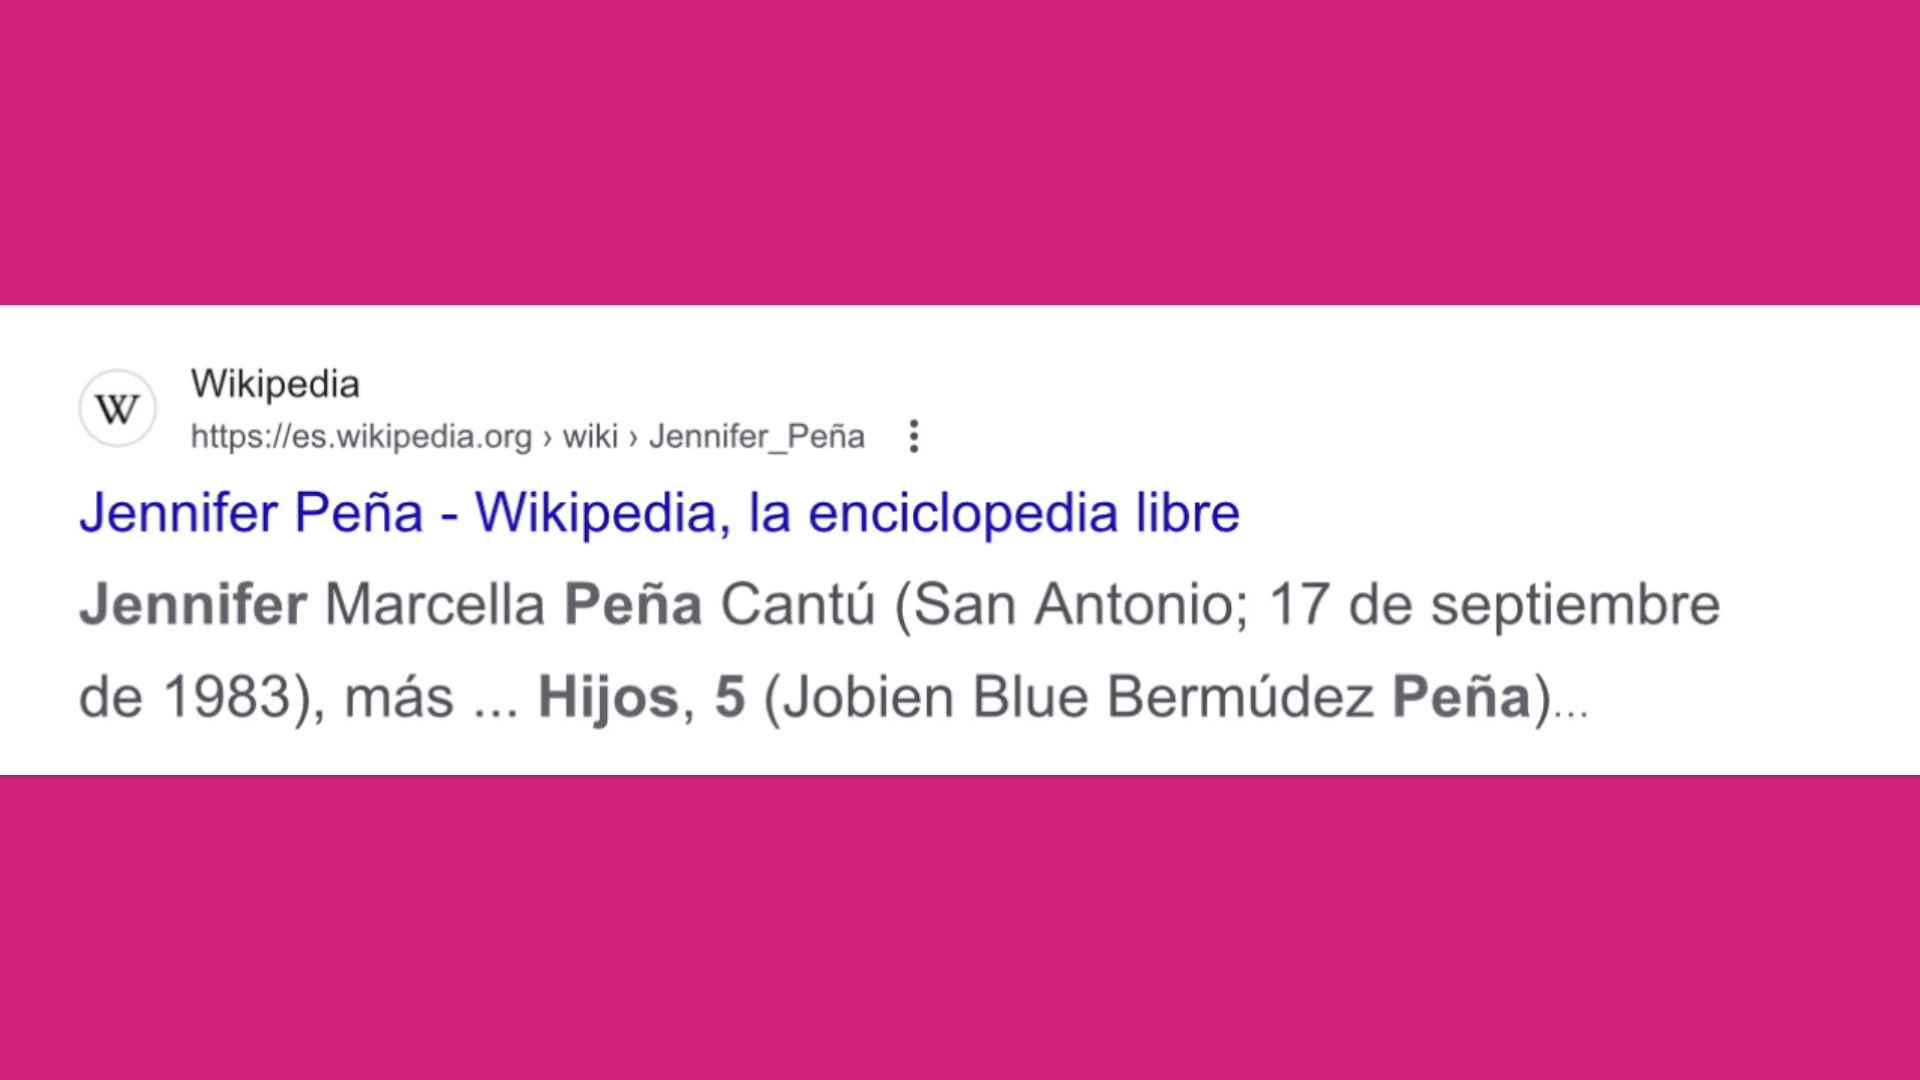 W
Wikipedia
https://es.wikipedia.org › wiki › Jennifer_Peña
Jennifer Peña - Wikipedia, la enciclopedia libre
Jennifer Marcella Peña Cantú (San Antonio; 17 de septiembre
de 1983), más ... Hijos, 5 (Jobien Blue Bermúdez Peña)...